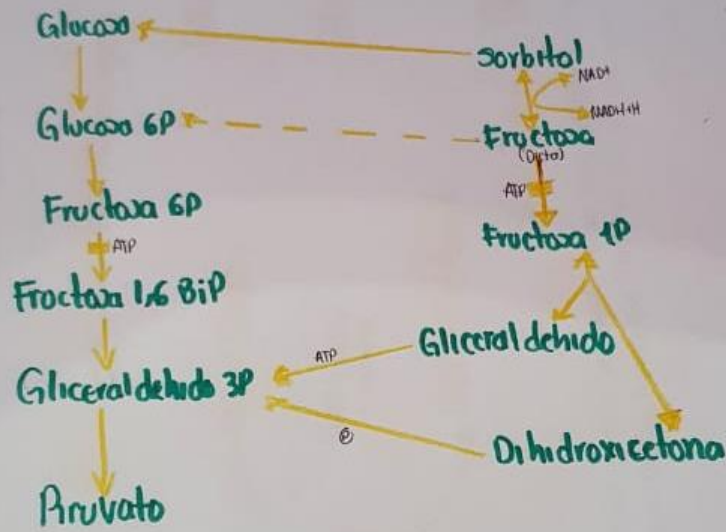 Glucosa
Sorbitol
NAD+
NADH+H
Glucosa 6P
Fructosa
(Dieta)
ATP
Fructosa 6P
ATP
Fructosa 1P
Fructosa 1,6 BiP
Gliceraldehido
ATP
Gliceraldehido 3P
P
Dihidroxicetona
Piruvato